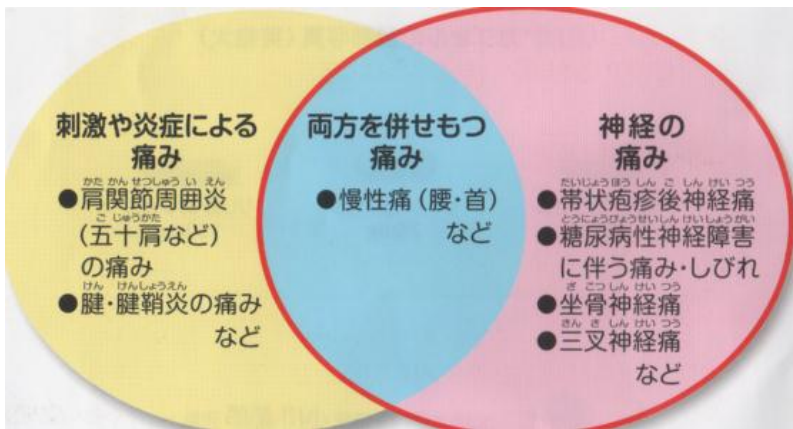 刺激や炎症による
痛み
●肩関節周囲炎
(五十肩など)
の痛み
●腱・腱鞘炎の痛み
など
両方を併せもつ
痛み
●慢性痛(腰・首)
など
神経の
痛み
●帯状疱疹後神経痛
●糖尿病性神経障害
に伴う痛み・しびれ
●坐骨神経痛
●三叉神経痛
など